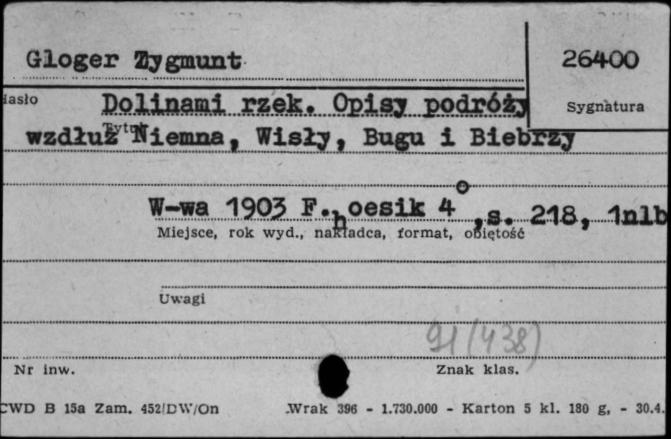 Gloger Zygmunt
26400
iasło
Dolinami rzek. Opisy podróży
Sygnatura
Tytuł
wzdłuż Niemna, Wisły, Bugu i Biebrzy
W-wa 1903 F. hoesik 4°, s. 218, 1nlb
Miejsce, rok wyd., nakładca, format, objętość
Uwagi
91(438)
Nr inw.
Znak klas.
CWD B 15a Zam. 452/DW/On
Wrak 396 - 1.730.000 - Karton 5 kl. 180 g, - 30.4.